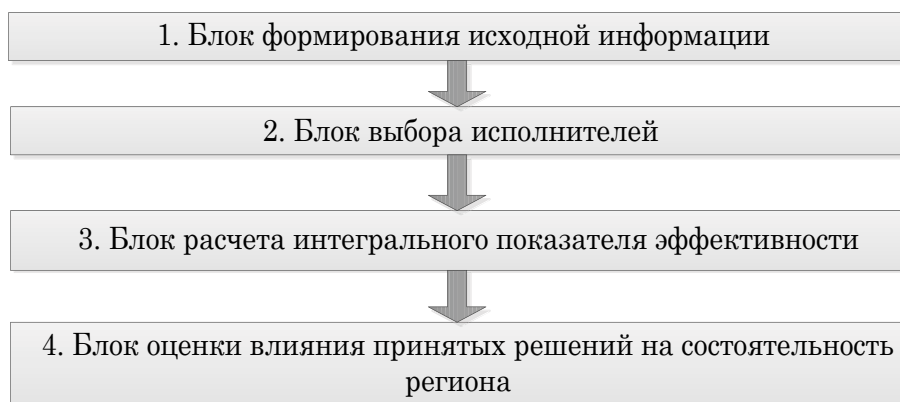 1. Блок формирования исходной информации
2. Блок выбора исполнителей
3. Блок расчета интегрального показателя эффективности
4. Блок оценки влияния принятых решений на состоятельность
региона